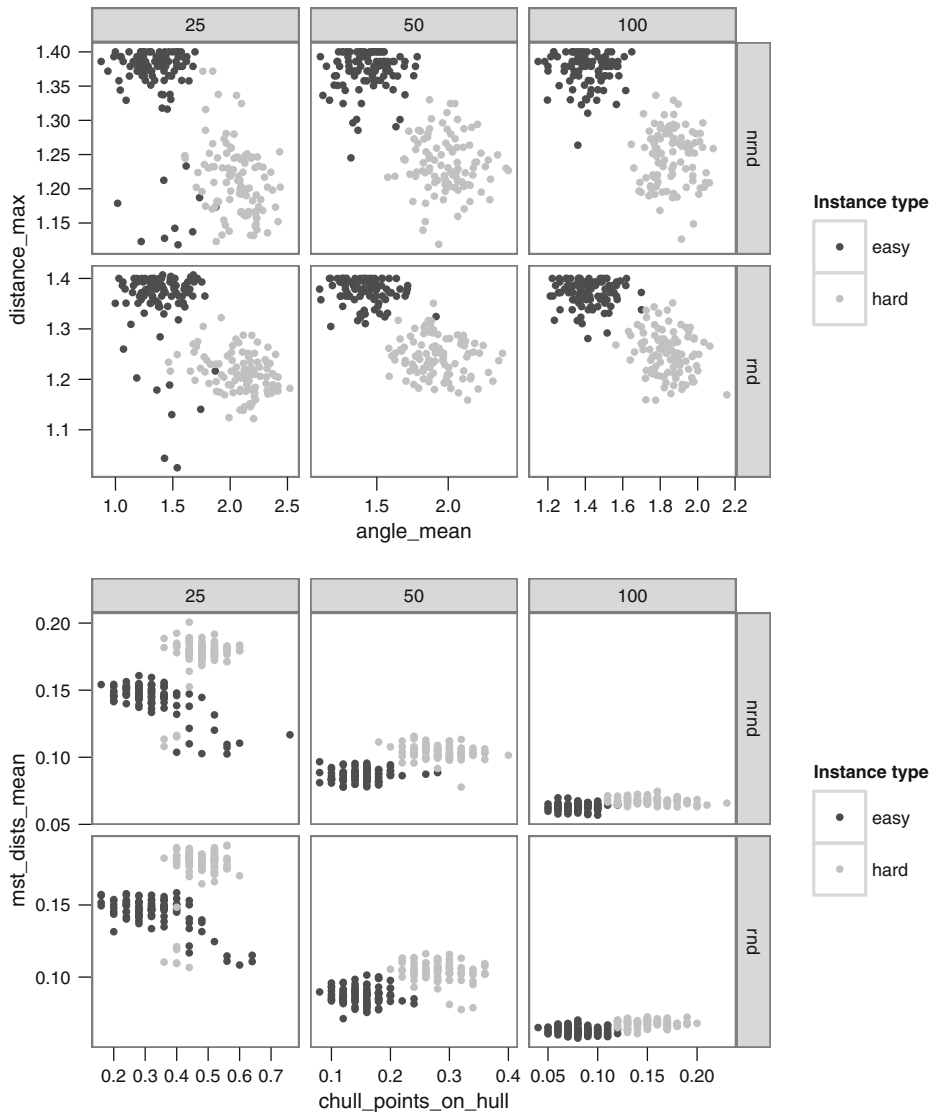 25 50 100
1.40
1.35
1.30
1.25
1.20
1.15
nrnd
1.4
1.3
1.2
1.1
rnd
distance_max
1.0 1.5 2.0 2.5 1.5 2.0 1.2 1.4 1.6 1.8 2.0 2.2
angle_mean
Instance type
easy
hard
25 50 100
0.20
0.15
0.10
0.05
nrnd
0.15
0.10
rnd
mst_dists_mean
0.2 0.3 0.4 0.5 0.6 0.7 0.1 0.2 0.3 0.4 0.05 0.10 0.15 0.20
chull_points_on_hull
Instance type
easy
hard